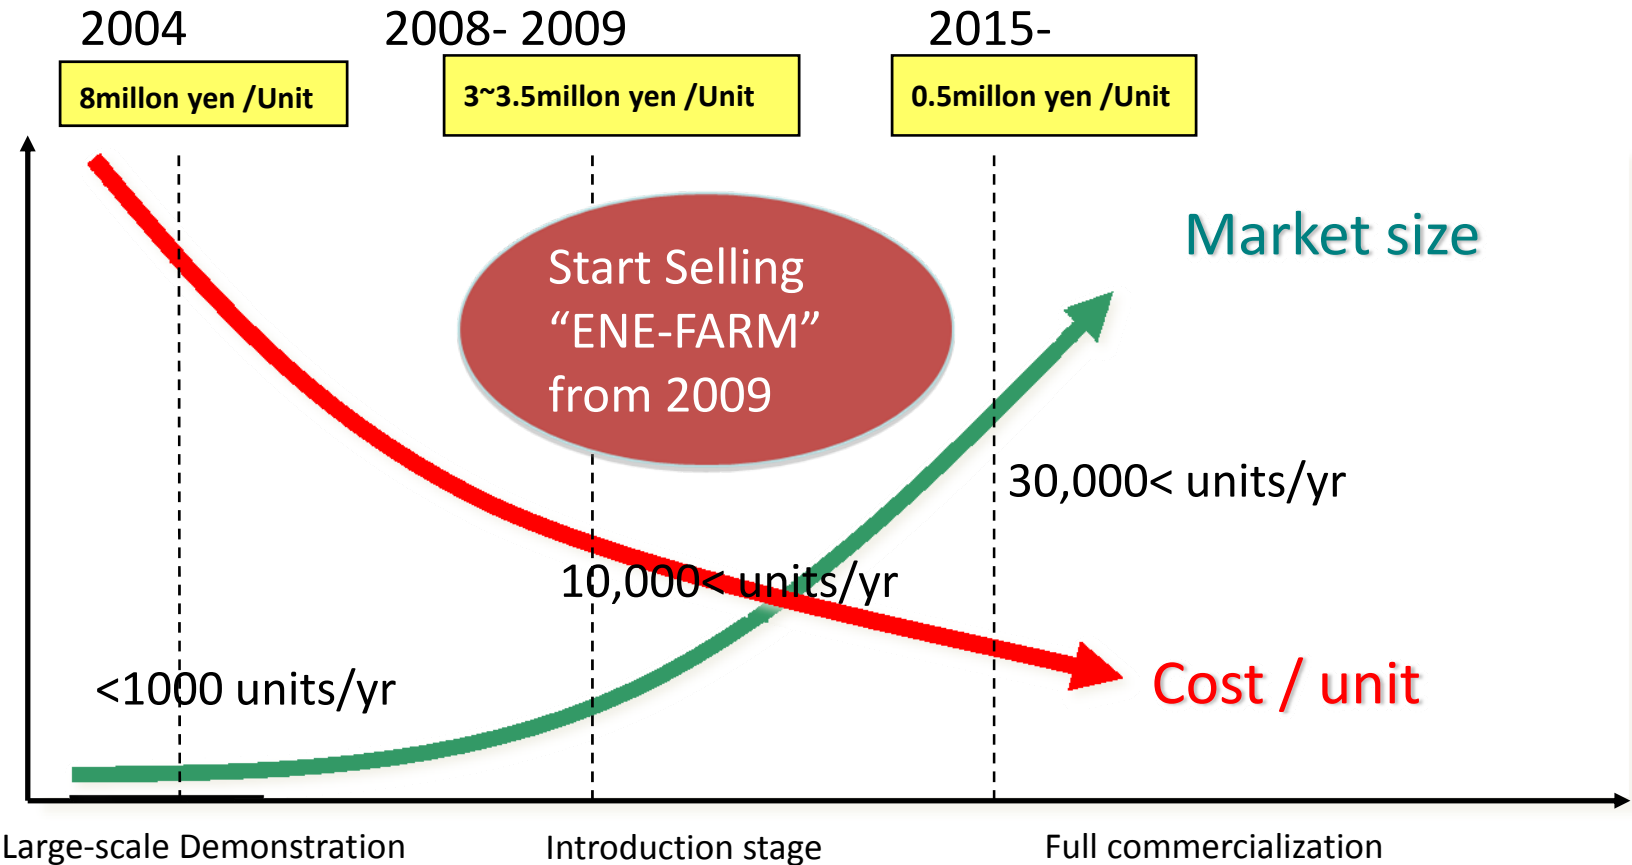 2004
2008- 2009
2015-
8millon yen /Unit
3~3.5millon yen /Unit
0.5millon yen /Unit
Market size
Start Selling
“ENE-FARM”
from 2009
30,000< units/yr
10,000< units/yr
<1000 units/yr
Cost / unit
Large-scale Demonstration
Introduction stage
Full commercialization